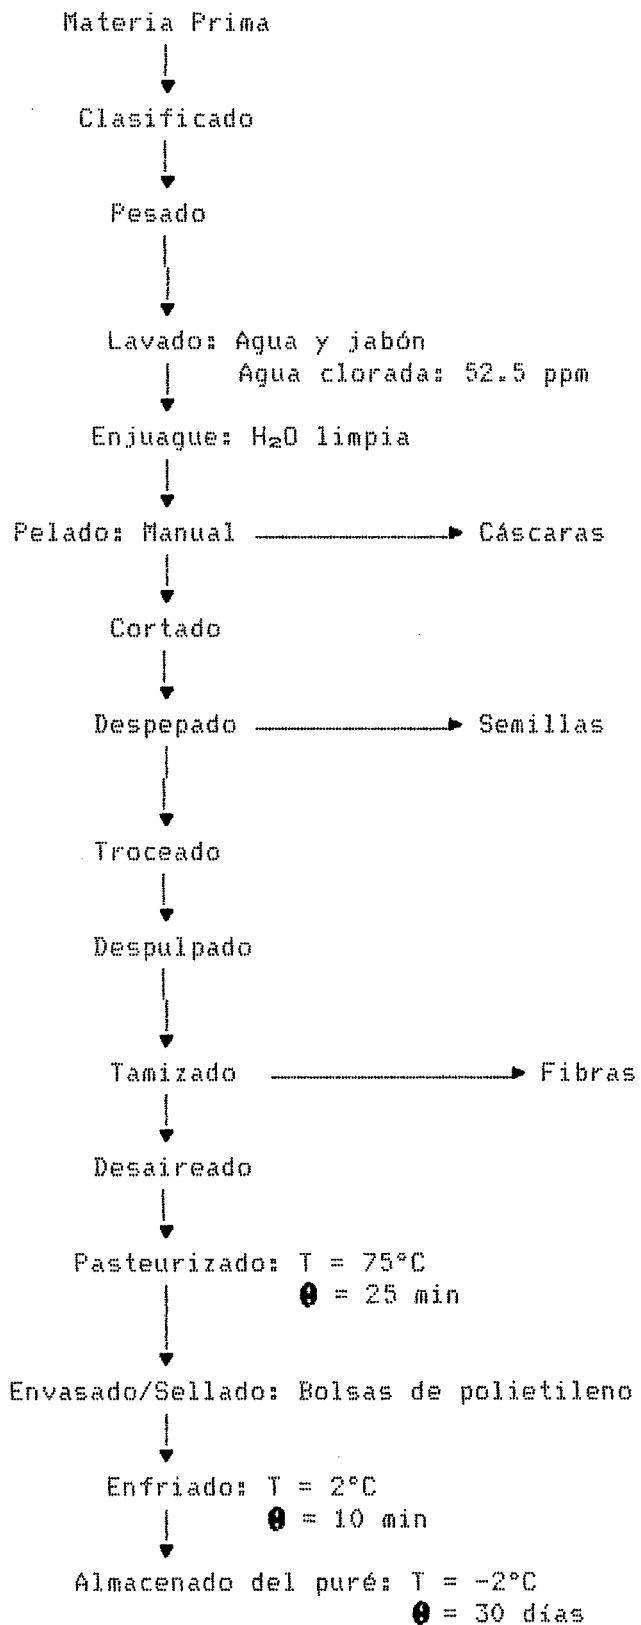 Materia Prima
Clasificado
Pesado
Lavado: Agua y jabón
Agua clorada: 52.5 ppm
Enjuague: H₂O limpia
Pelado: Manual
Cáscaras
Cortado
Despepado
Semillas
Troceado
Despulpado
Tamizado
Fibras
Desaireado
Pasteurizado: T = 75°C
θ = 25 min
Envasado/Sellado: Bolsas de polietileno
Enfriado: T = 2°C
θ = 10 min
Almacenado del puré: T = -2°C
θ = 30 días